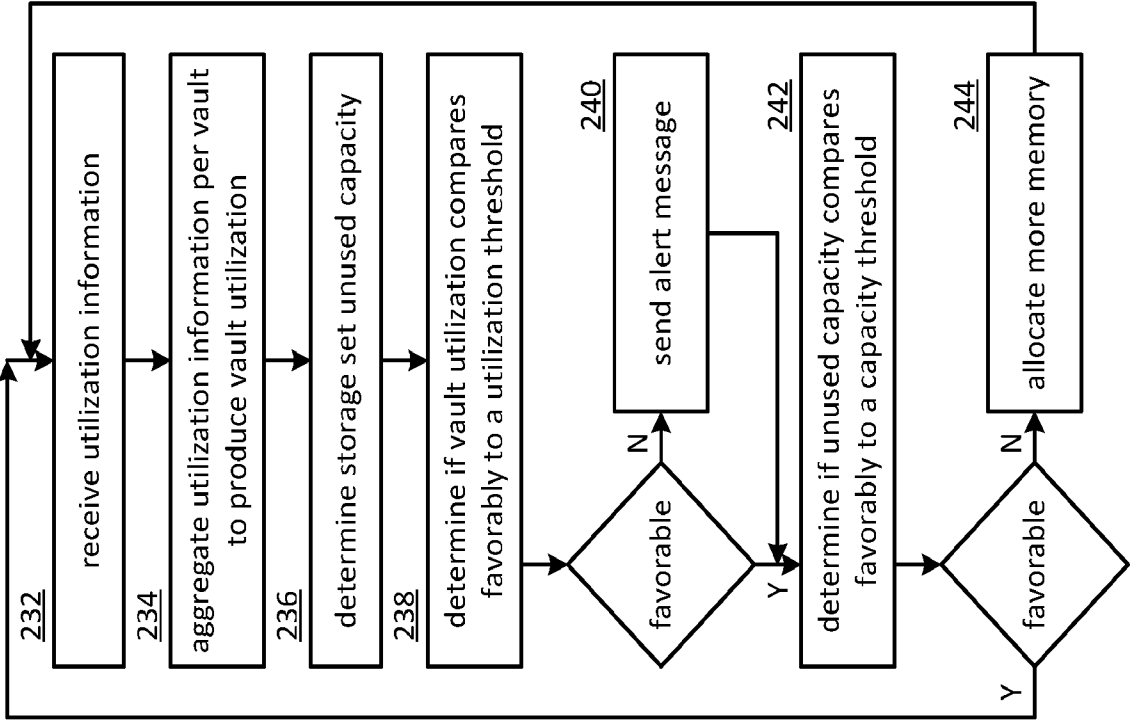 232
receive utilization information
234
aggregate utilization information per vault
to produce vault utilization
236
determine storage set unused capacity
238
determine if vault utilization compares
favorably to a utilization threshold
favorable
N
Y
240
send alert message
242
determine if unused capacity compares
favorably to a capacity threshold
favorable
Y
N
244
allocate more memory